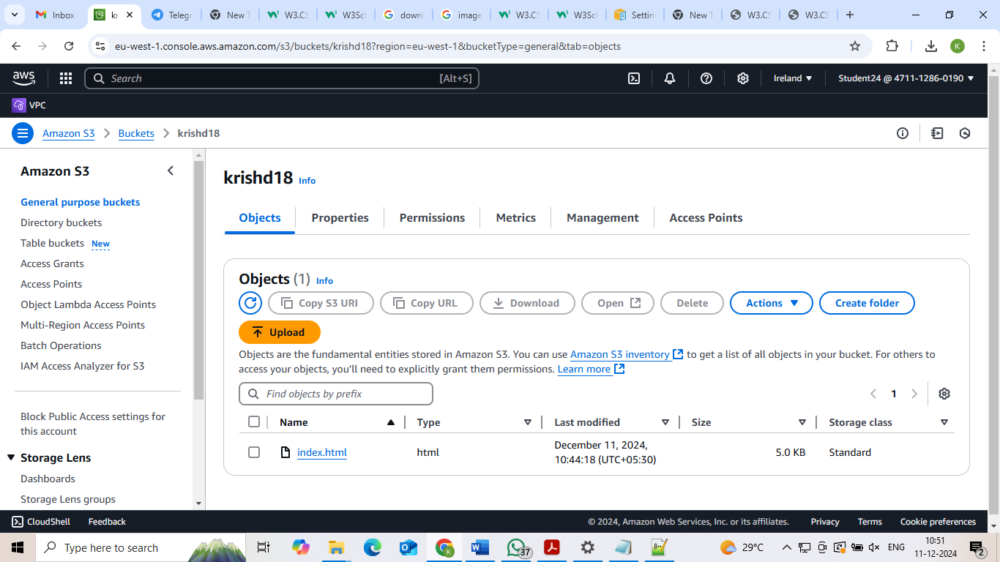 Inbox
kr
Telegr
New T
W3.CS
W3Sch
downl
image
W3.CS
W3Sch
Settin
New T
W3.CS
W3.CS
eu-west-1.console.aws.amazon.com/s3/buckets/krishd18?region=eu-west-1&bucketType=general&tab=objects
K
aws
Search
[Alt+S]
Ireland
Student24 @ 4711-1286-0190
VPC
Amazon S3
Buckets
krishd18
Amazon S3
General purpose buckets
Directory buckets
Table buckets New
Access Grants
Access Points
Object Lambda Access Points
Multi-Region Access Points
Batch Operations
IAM Access Analyzer for S3
Block Public Access settings for
this account
Storage Lens
Dashboards
Storage Lens groups
krishd18 Info
Objects
Properties
Permissions
Metrics
Management
Access Points
Objects (1) Info
Copy S3 URI
Copy URL
Download
Open
Delete
Actions
Create folder
Upload
Objects are the fundamental entities stored in Amazon S3. You can use Amazon S3 inventory to get a list of all objects in your bucket. For others to
access your objects, you'll need to explicitly grant them permissions. Learn more
Find objects by prefix
1
Name
Type
Last modified
Size
Storage class
index.html
html
December 11, 2024,
10:44:18 (UTC+05:30)
5.0 KB
Standard
CloudShell
Feedback
© 2024, Amazon Web Services, Inc. or its affiliates.
Privacy
Terms
Cookie preferences
Type here to search
37
29°C
ENG
10:51
11-12-2024
2